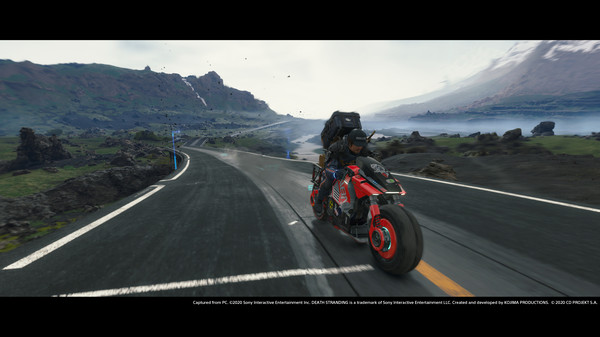 Captured from PC. ©2020 Sony Interactive Entertainment Inc. DEATH STRANDING is a trademark of Sony Interactive Entertainment LLC. Created and developed by KOJIMA PRODUCTIONS. © 2020 CD PROJEKT S.A.